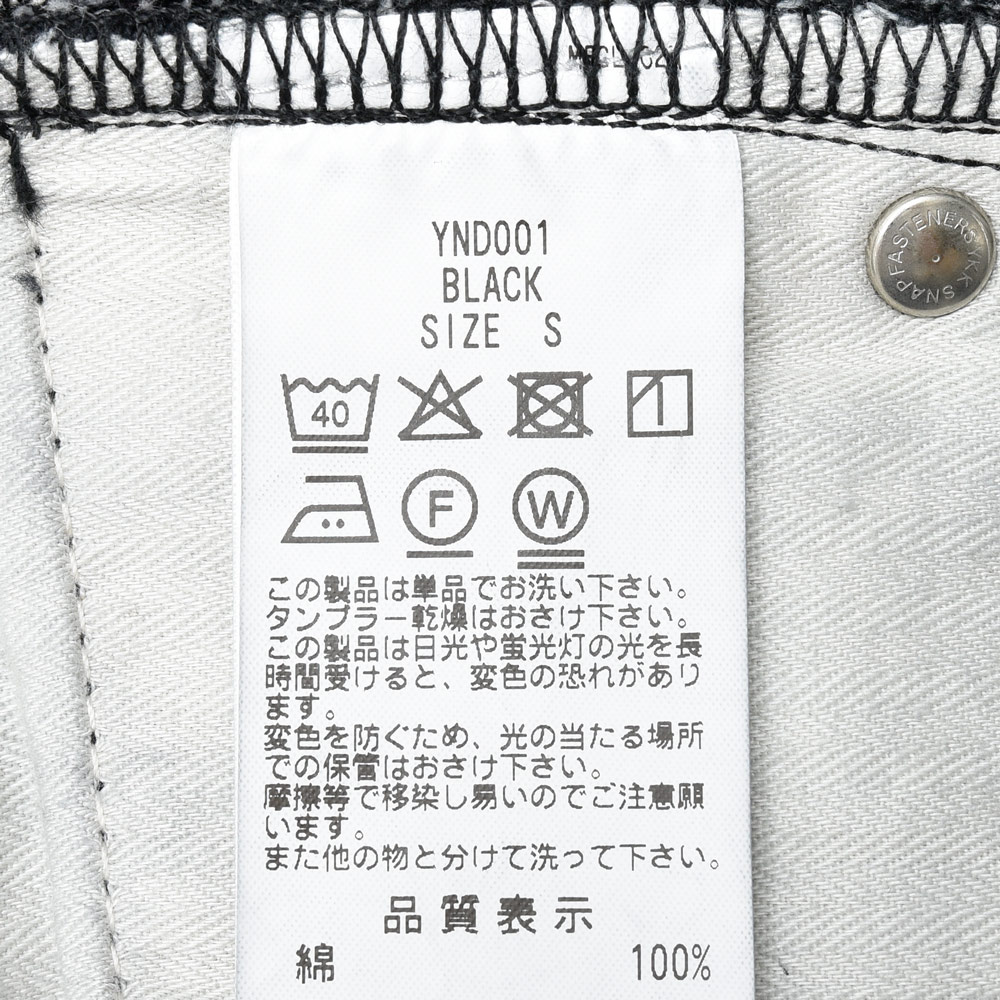 YND001
BLACK
SIZE S
40
F
W
この製品は単品でお洗い下さい。
タンブラー乾燥はおさけ下さい。
この製品は日光や蛍光灯の光を長
時間受けると、変色の恐れがあり
ます。
変色を防ぐため、光の当たる場所
での保管はおさけ下さい。
摩擦等で移染し易いのでご注意願
います。
また他の物と分けて洗って下さい。
品質表示
綿 100%
YKK SNAP FASTENERS